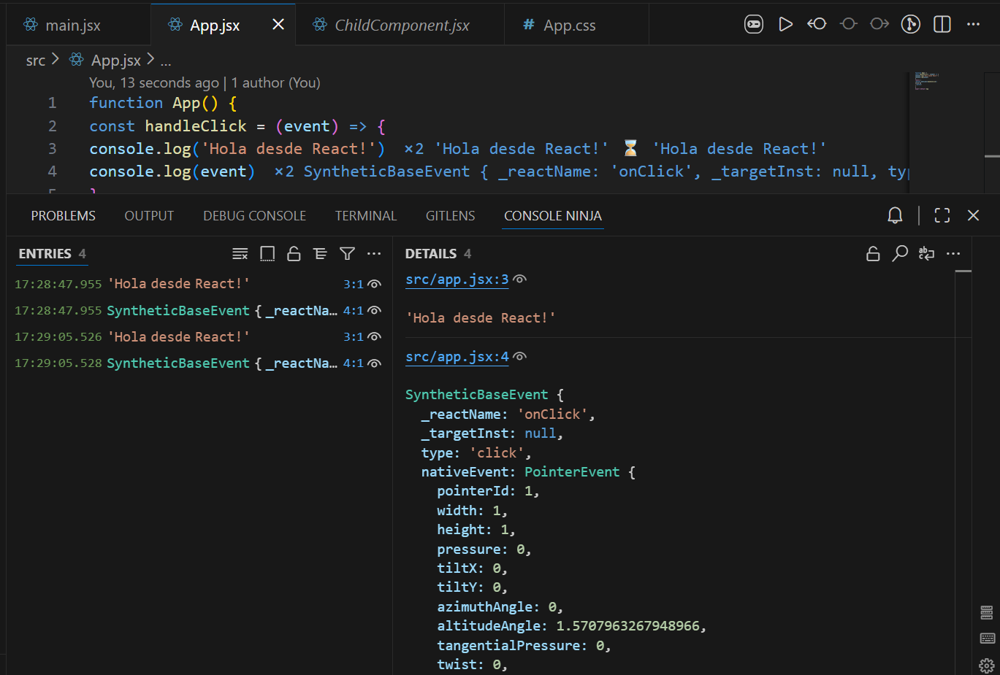 main.jsx
App.jsx
ChildComponent.jsx
# App.css
src > App.jsx > ...
You, 13 seconds ago | 1 author (You)
1 function App() {
2 const handleClick = (event) => {
3 console.log('Hola desde React!') ×2 'Hola desde React!' ⌛ 'Hola desde React!'
4 console.log(event) ×2 SyntheticBaseEvent { _reactName: 'onClick', _targetInst: null, typ
5 }
PROBLEMS OUTPUT DEBUG CONSOLE TERMINAL GITLENS CONSOLE NINJA
ENTRIES 4
17:28:47.955 'Hola desde React!' 3:1
17:28:47.955 SyntheticBaseEvent { _reactNa… 4:1
17:29:05.526 'Hola desde React!' 3:1
17:29:05.528 SyntheticBaseEvent { _reactNa… 4:1
DETAILS 4
src/app.jsx:3
'Hola desde React!'
src/app.jsx:4
SyntheticBaseEvent {
_reactName: 'onClick',
_targetInst: null,
type: 'click',
nativeEvent: PointerEvent {
pointerId: 1,
width: 1,
height: 1,
pressure: 0,
tiltX: 0,
tiltY: 0,
azimuthAngle: 0,
altitudeAngle: 1.5707963267948966,
tangentialPressure: 0,
twist: 0,